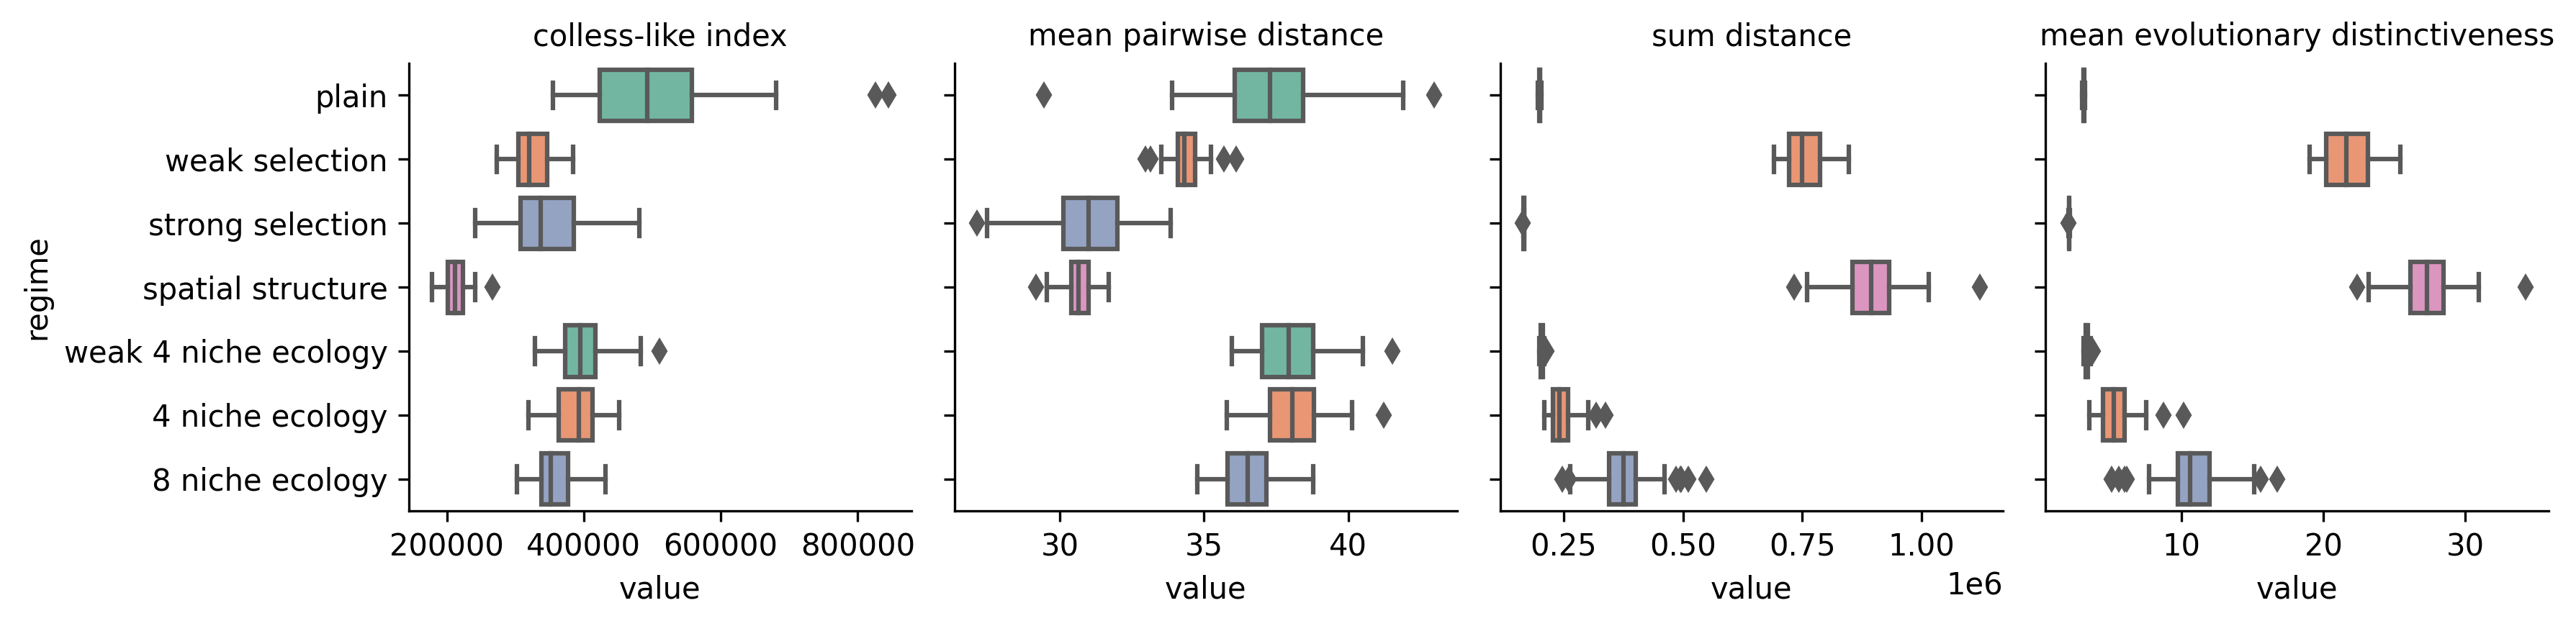 colless-like index
mean pairwise distance
sum distance
mean evolutionary distinctiveness
regime
plain
weak selection
strong selection
spatial structure
weak 4 niche ecology
4 niche ecology
8 niche ecology
200000 400000 600000 800000
value
30 35 40
value
0.25 0.50 0.75 1.00
1e6
value
10 20 30
value